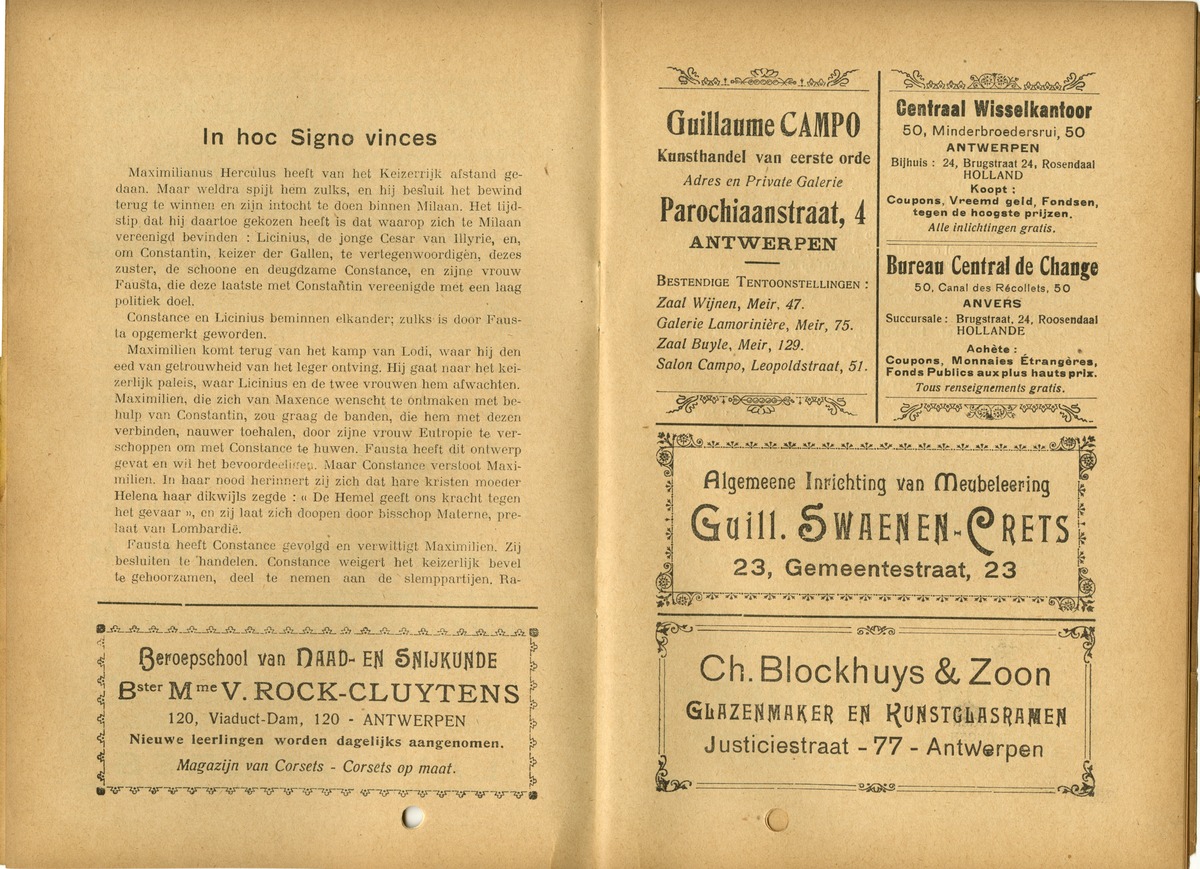 In hoc Signo vinces
Maximilianus Herculus heeft van het Keizerrijk afstand ge-
daan. Maar weldra spijt hem zulks, en hij besluit het bewind
terug te winnen en zijn intocht te doen binnen Milaan. Het tijd-
stip dat hij daartoe gekozen heeft is dat waarop zich te Milaan
vereenigd bevinden : Licinius, de jonge Cesar van Illyrie, en,
om Constantin, keizer der Gallen, te vertegenwoordigèn, dezes
zuster, de schoone en deugdzame Constance, en zijne vrouw
Fausta, die deze laatste met Constantin vereenigde met een laag
politiek doel.
Constance en Licinius beminnen elkander; zulks is door Faus-
ta opgemerkt geworden.
Maximilien komt terug van het kamp van Lodi, waar hij den
eed van getrouwheid van het leger ontving. Hij gaat naar het kei-
zerlijk paleis, waar Licinius en de twee vrouwen hem afwachten.
Maximilien, die zich van Maxence wenscht te ontmaken met be-
hulp van Constantin, zou graag de banden, die hem met dezen
verbinden, nauwer toehalen, door zijne vrouw Eutropie te ver-
schoppen om met Constance te huwen. Fausta heeft dit ontwerp
gevat en wil het bevoordeeligen. Maar Constance verstoot Maxi-
milien. In haar nood herinnert zij zich dat hare kristen moeder
Helena haar dikwijls zegde : « De Hemel geeft ons kracht tegen
het gevaar », en zij laat zich doopen door bisschop Materne, pre-
laat van Lombardië.
Fausta heeft Constance gevolgd en verwittigt Maximilien. Zij
besluiten te handelen. Constance weigert het keizerlijk bevel
te gehoorzamen, deel te nemen aan de slemppartijen. Ra-
Beroepschool van NAAD- EN SNIJKUNDE
Bster Mme V. ROCK-CLUYTENS
120, Viaduct-Dam, 120 - ANTWERPEN
Nieuwe leerlingen worden dagelijks aangenomen.
Magazijn van Corsets - Corsets op maat.
Guillaume CAMPO
Kunsthandel van eerste orde
Adres en Private Galerie
Parochiaanstraat, 4
ANTWERPEN
BESTENDIGE TENTOONSTELLINGEN :
Zaal Wijnen, Meir, 47.
Galerie Lamorinière, Meir, 75.
Zaal Buyle, Meir, 129.
Salon Campo, Leopoldstraat, 51.
Centraal Wisselkantoor
50, Minderbroedersrui, 50
ANTWERPEN
Bijhuis : 24, Brugstraat 24, Rosendaal
HOLLAND
Koopt :
Coupons, Vreemd geld, Fondsen,
tegen de hoogste prijzen.
Alle inlichtingen gratis.
Bureau Central de Change
50, Canal des Récollets, 50
ANVERS
Succursale : Brugstraat, 24, Roosendaal
HOLLANDE
Achète :
Coupons, Monnaies Étrangères,
Fonds Publics aux plus hauts prix.
Tous renseignements gratis.
Algemeene Inrichting van Meubeleering
Guill. SWAENEN-CRETS
23, Gemeentestraat, 23
Ch. Blockhuys & Zoon
GLAZENMAKER EN KUNSTGLASRAMEN
Justiciestraat - 77 - Antwerpen